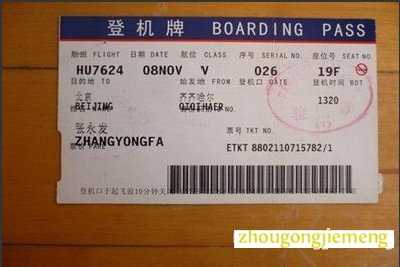 登机牌 BOARDING PASS
航班 FLIGHT 日期 DATE 舱位 CLASS 序号 SERIAL NO. 座位号 SEAT NO.
HU7624 08NOV V 026 19F
目的地 TO 始发地 FROM 登机口 GATE 登机时间 BDT
北京 齐齐哈尔 1320
BEIJING QIQIHAER
张永发 票号 TKT NO.
ZHANGYONGFA
ETKT 8802110715782/1
登机口于起飞前10分钟关
zhougongjiemeng